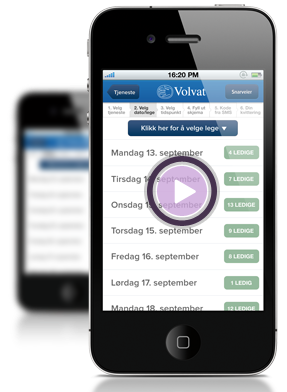 16:20 PM
Tjeneste
Volvat
Snarveier
1. Velg tjeneste
2. Velg dato/lege
3. Velg tidspunkt
4. Fyll ut skjema
5. Kode fra SMS
6. Din
Klikk her for å velge lege
Mandag 13. september
4 LEDIGE
Tirsdag 14. september
7 LEDIGE
Onsdag 15. september
13 LEDIGE
Torsdag 15. september
9 LEDIGE
Fredag 16. september
8 LEDIGE
Lørdag 17. september
1 LEDIG
Mandag 18. september
12 LEDIGE